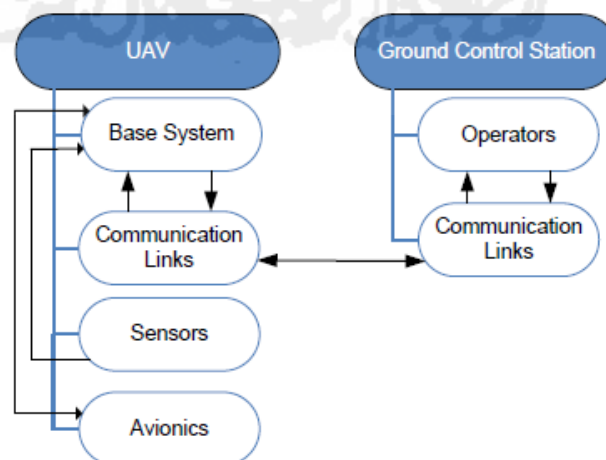 UAV
Ground Control Station
Base System
Operators
Communication
Links
Communication
Links
Sensors
Avionics